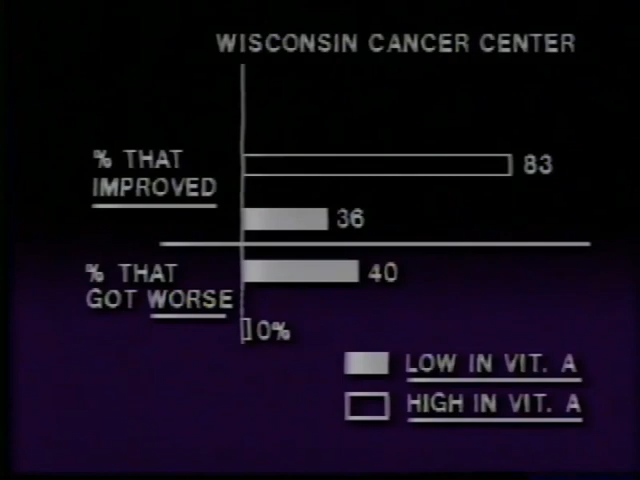 WISCONSIN CANCER CENTER
% THAT
IMPROVED
83
36
% THAT
GOT WORSE
40
0%
LOW IN VIT. A
HIGH IN VIT. A